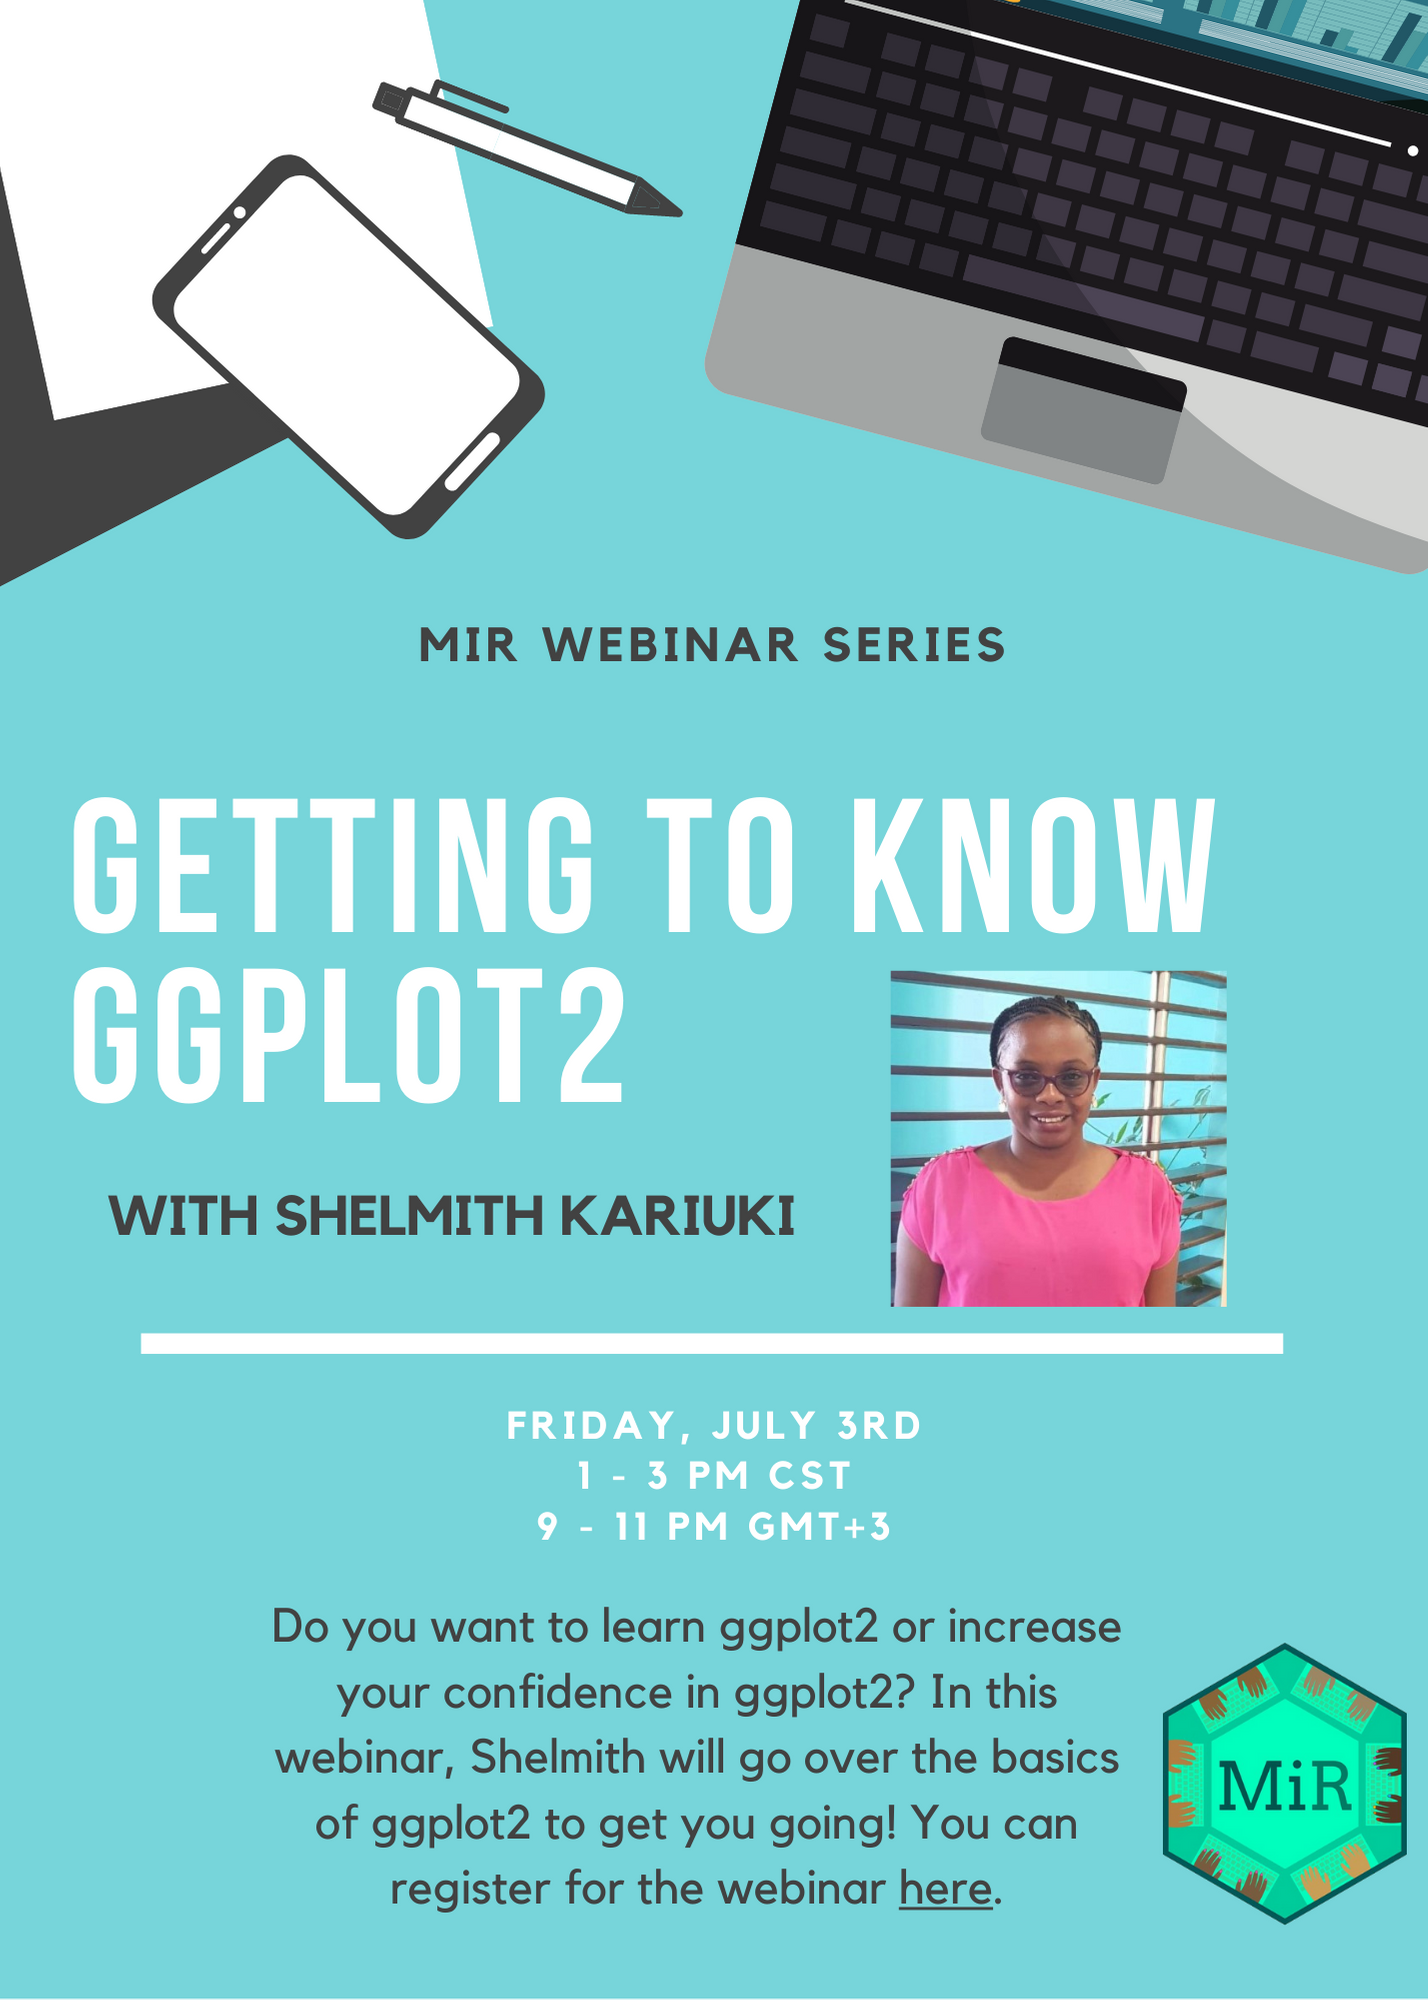 MIR WEBINAR SERIES
GETTING TO KNOW
GGPLOT2
WITH SHELMITH KARIUKI
FRIDAY, JULY 3RD
1 - 3 PM CST
9 - 11 PM GMT+3
Do you want to learn ggplot2 or increase
your confidence in ggplot2? In this
webinar, Shelmith will go over the basics
of ggplot2 to get you going! You can
register for the webinar here.
MiR